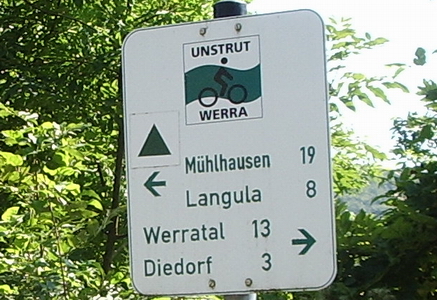 UNSTRUT
WERRA
Mühlhausen 19
Langula 8
Werratal 13
Diedorf 3